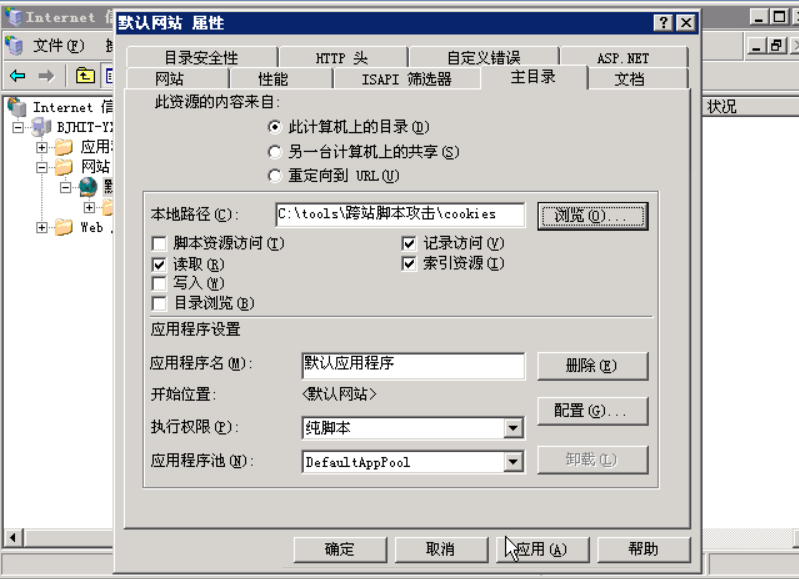 Internet 信
默认网站 属性
文件(F)
目录安全性 HTTP 头 自定义错误 ASP.NET
网站 性能 ISAPI 筛选器 主目录 文档
Internet 信
状况
BJHIT-YX
应用
网站
默
Web
此资源的内容来自:
此计算机上的目录(D)
另一台计算机上的共享(S)
重定向到 URL(U)
本地路径(C): C:\tools\跨站脚本攻击\cookies 浏览(O)...
脚本资源访问(T) 记录访问(V)
读取(R) 索引资源(I)
写入(W)
目录浏览(B)
应用程序设置
应用程序名(M): 默认应用程序 删除(E)
开始位置: <默认网站>
配置(G)...
执行权限(P): 纯脚本
应用程序池(N): DefaultAppPool 卸载(L)
确定 取消 应用(A) 帮助